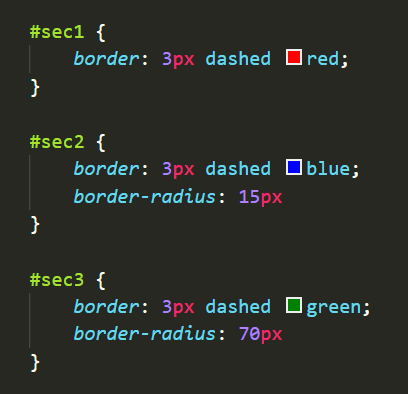 #sec1 {
    border: 3px dashed red;
}
#sec2 {
    border: 3px dashed blue;
    border-radius: 15px
}
#sec3 {
    border: 3px dashed green;
    border-radius: 70px
}